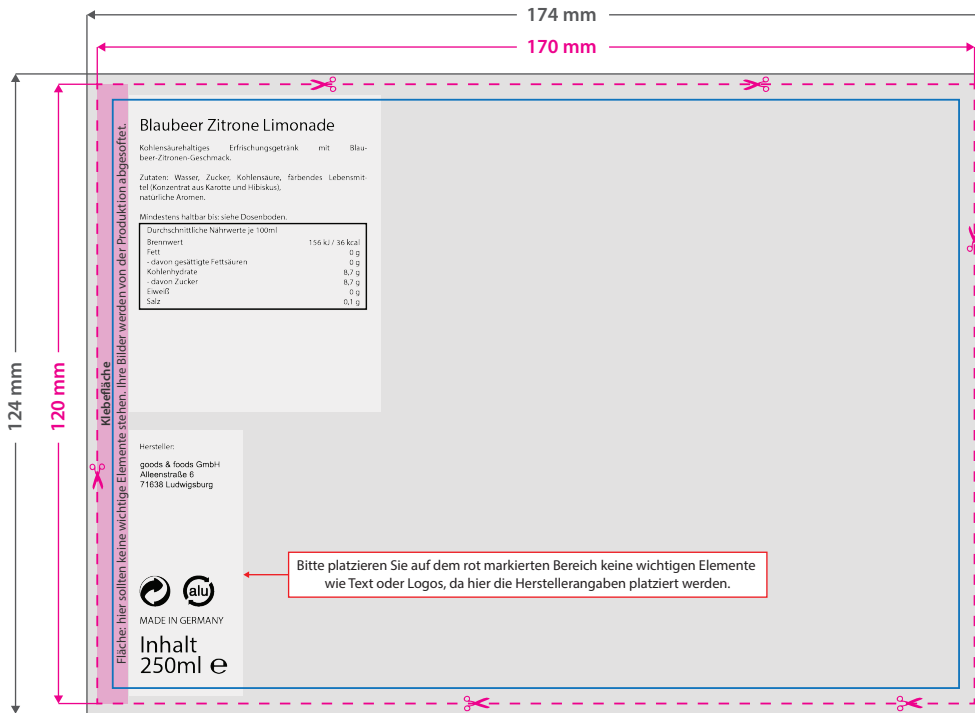 174 mm
170 mm
124 mm
120 mm
Klebefläche
Fläche: hier sollten keine wichtige Elemente stehen. Ihre Bilder werden von der Produktion abgesoftet.
Blaubeer Zitrone Limonade
Kohlensäurehaltiges Erfrischungsgetränk mit Blau-
beer-Zitronen-Geschmack.
Zutaten: Wasser, Zucker, Kohlensäure, färbendes Lebensmit-
tel (Konzentrat aus Karotte und Hibiskus),
natürliche Aromen.
Mindestens haltbar bis: siehe Dosenboden.
Durchschnittliche Nährwerte je 100ml
Brennwert 156 kJ / 36 kcal
Fett 0 g
- davon gesättigte Fettsäuren 0 g
Kohlenhydrate 8,7 g
- davon Zucker 8,7 g
Eiweiß 0 g
Salz 0,1 g
Hersteller:
goods & foods GmbH
Alleenstraße 6
71638 Ludwigsburg
alu
MADE IN GERMANY
Inhalt
250ml ℮
Bitte platzieren Sie auf dem rot markierten Bereich keine wichtigen Elemente
wie Text oder Logos, da hier die Herstellerangaben platziert werden.